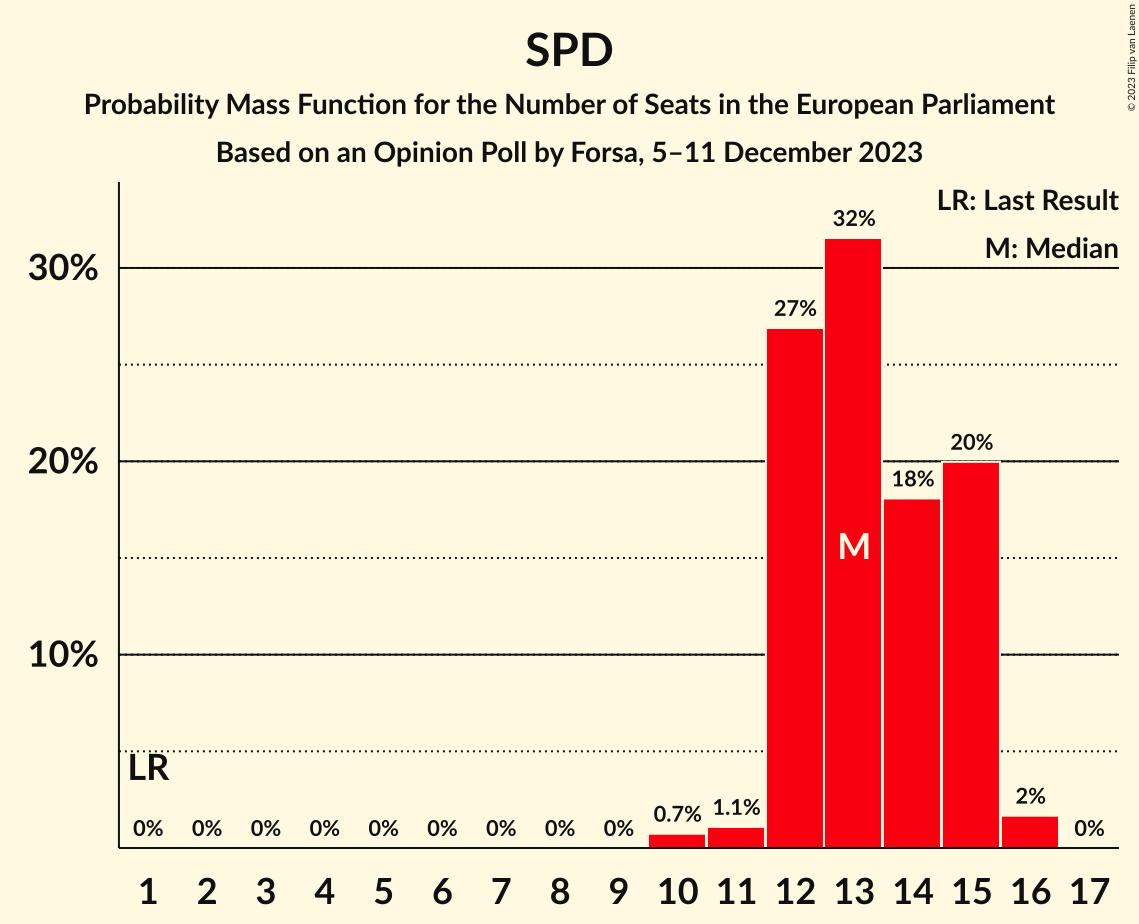 SPD
Probability Mass Function for the Number of Seats in the European Parliament
Based on an Opinion Poll by Forsa, 5–11 December 2023
© 2023 Filip van Laenen
LR: Last Result
M: Median
32%
30%
27%
20%
20%
18%
M
10%
LR
0% 0% 0% 0% 0% 0% 0% 0% 0% 0.7% 1.1% 2% 0%
1 2 3 4 5 6 7 8 9 10 11 12 13 14 15 16 17